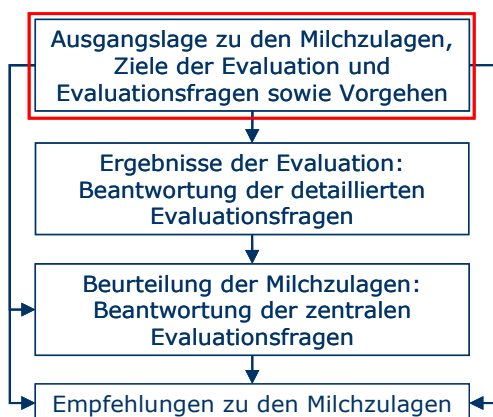 Ausgangslage zu den Milchzulagen,
Ziele der Evaluation und
Evaluationsfragen sowie Vorgehen
Ergebnisse der Evaluation:
Beantwortung der detaillierten
Evaluationsfragen
Beurteilung der Milchzulagen:
Beantwortung der zentralen
Evaluationsfragen
Empfehlungen zu den Milchzulagen